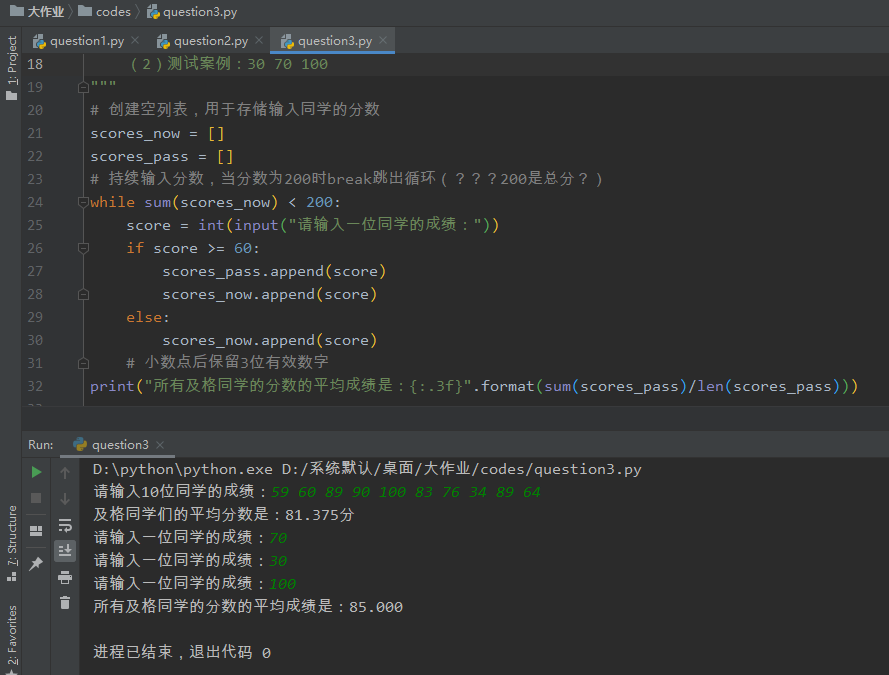 大作业 codes question3.py
question1.py question2.py question3.py
1: Project
18 （2）测试案例：30 70 100
19 """
20 # 创建空列表，用于存储输入同学的分数
21 scores_now = []
22 scores_pass = []
23 # 持续输入分数，当分数为200时break跳出循环（？？？200是总分？）
24 while sum(scores_now) < 200:
25 score = int(input("请输入一位同学的成绩："))
26 if score >= 60:
27 scores_pass.append(score)
28 scores_now.append(score)
29 else:
30 scores_now.append(score)
31 # 小数点后保留3位有效数字
32 print("所有及格同学的分数的平均成绩是：{:.3f}".format(sum(scores_pass)/len(scores_pass)))
Run: question3
D:\python\python.exe D:/系统默认/桌面/大作业/codes/question3.py
请输入10位同学的成绩：59 60 89 90 100 83 76 34 89 64
及格同学们的平均分数是：81.375分
请输入一位同学的成绩：70
请输入一位同学的成绩：30
请输入一位同学的成绩：100
所有及格同学的分数的平均成绩是：85.000
进程已结束，退出代码 0
7: Structure
2: Favorites